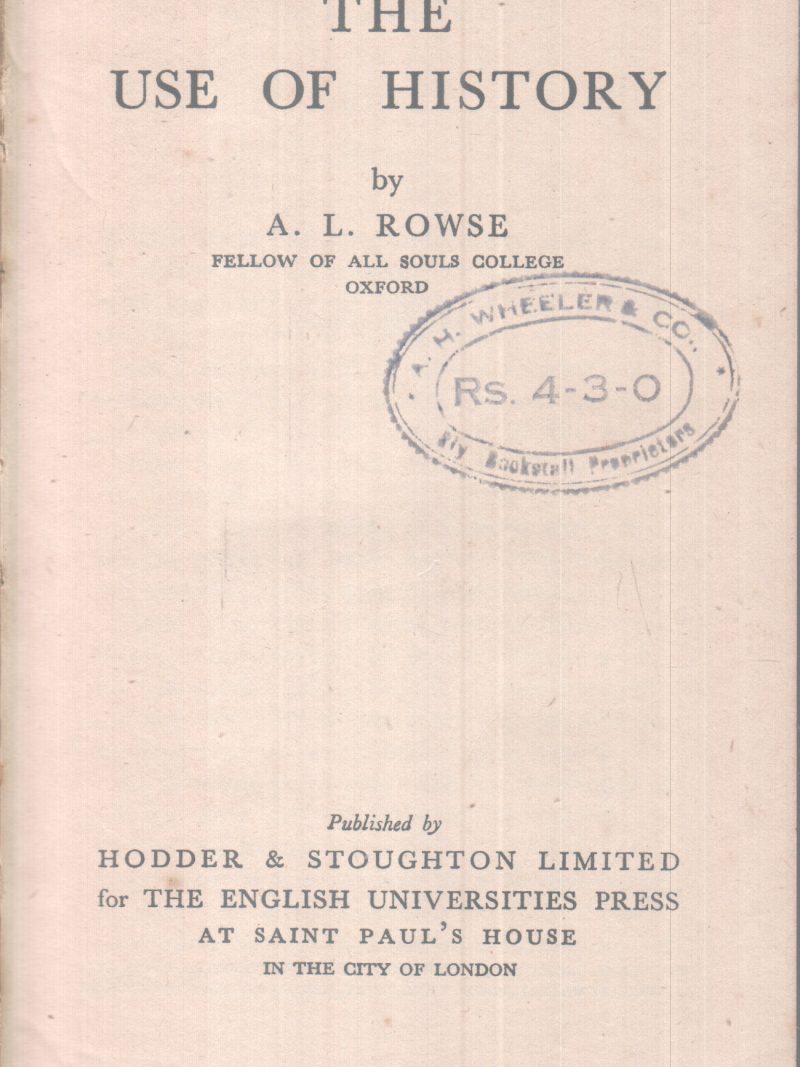 THE
USE OF HISTORY
by
A. L. ROWSE
FELLOW OF ALL SOULS COLLEGE
OXFORD
A. H. WHEELER & CO.,
Rs. 4-3-0
Rly Bookstall Proprietors
Published by
HODDER & STOUGHTON LIMITED
for THE ENGLISH UNIVERSITIES PRESS
AT SAINT PAUL'S HOUSE
IN THE CITY OF LONDON